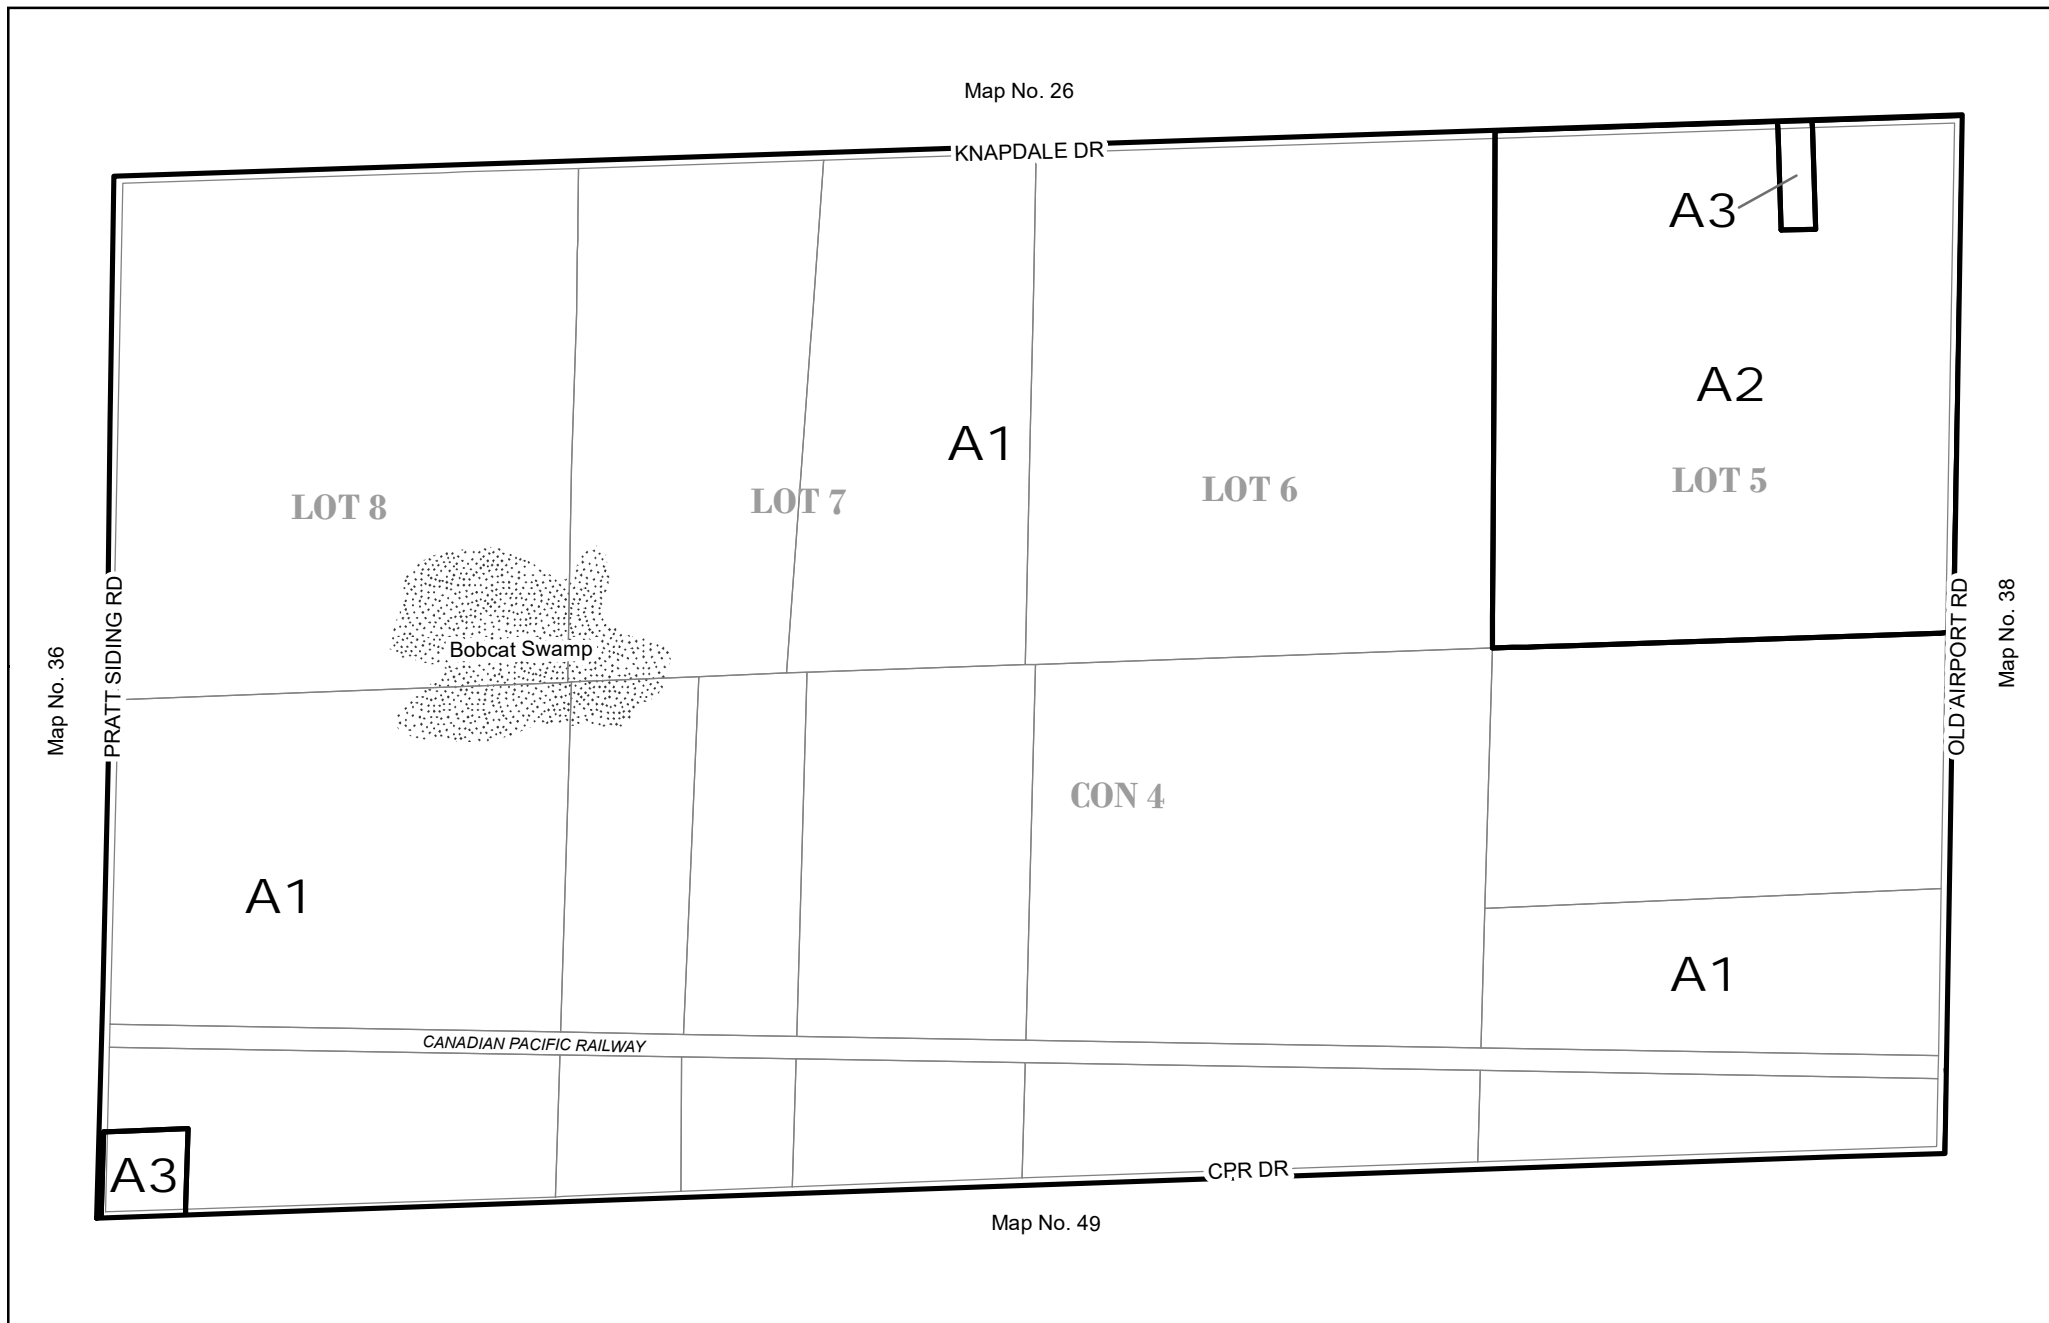 Map No. 26
KNAPDALE DR
A3
A2
A1
LOT 8
LOT 7
LOT 6
LOT 5
PRATT SIDING RD
Map No. 36
Bobcat Swamp
OLD AIRPORT RD
Map No. 38
CON 4
A1
A1
CANADIAN PACIFIC RAILWAY
A3
CPR DR
Map No. 49